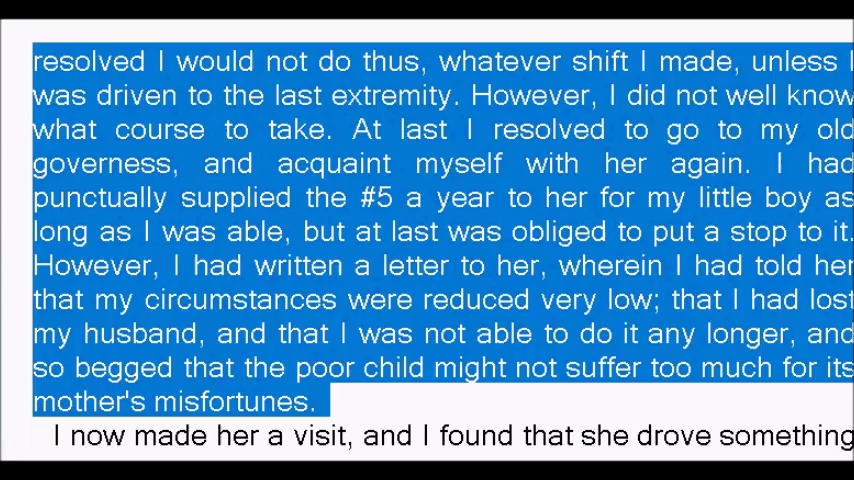 resolved I would not do thus, whatever shift I made, unless I
was driven to the last extremity. However, I did not well know
what course to take. At last I resolved to go to my old
governess, and acquaint myself with her again. I had
punctually supplied the #5 a year to her for my little boy as
long as I was able, but at last was obliged to put a stop to it.
However, I had written a letter to her, wherein I had told her
that my circumstances were reduced very low; that I had lost
my husband, and that I was not able to do it any longer, and
so begged that the poor child might not suffer too much for its
mother's misfortunes.
I now made her a visit, and I found that she drove something